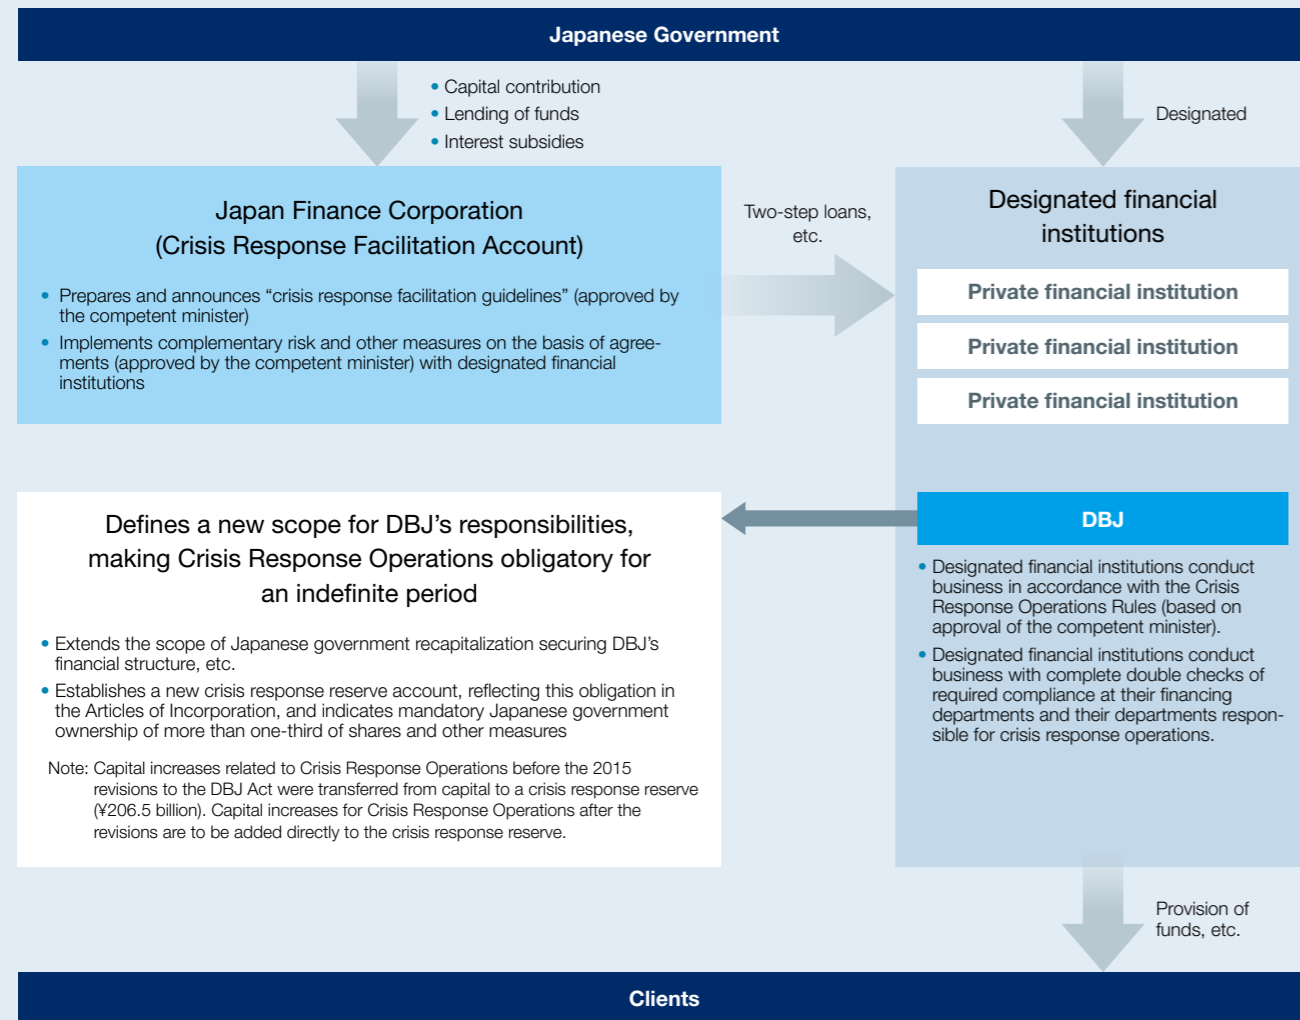 Japanese Government
• Capital contribution
• Lending of funds
• Interest subsidies
Designated
Japan Finance Corporation
(Crisis Response Facilitation Account)
• Prepares and announces “crisis response facilitation guidelines” (approved by
the competent minister)
• Implements complementary risk and other measures on the basis of agree-
ments (approved by the competent minister) with designated financial
institutions
Two-step loans,
etc.
Designated financial
institutions
Private financial institution
Private financial institution
Private financial institution
Defines a new scope for DBJ’s responsibilities,
making Crisis Response Operations obligatory for
an indefinite period
• Extends the scope of Japanese government recapitalization securing DBJ’s
financial structure, etc.
• Establishes a new crisis response reserve account, reflecting this obligation in
the Articles of Incorporation, and indicates mandatory Japanese government
ownership of more than one-third of shares and other measures
Note: Capital increases related to Crisis Response Operations before the 2015
revisions to the DBJ Act were transferred from capital to a crisis response reserve
(¥206.5 billion). Capital increases for Crisis Response Operations after the
revisions are to be added directly to the crisis response reserve.
DBJ
• Designated financial institutions conduct
business in accordance with the Crisis
Response Operations Rules (based on
approval of the competent minister).
• Designated financial institutions conduct
business with complete double checks of
required compliance at their financing
departments and their departments respon-
sible for crisis response operations.
Provision of
funds, etc.
Clients